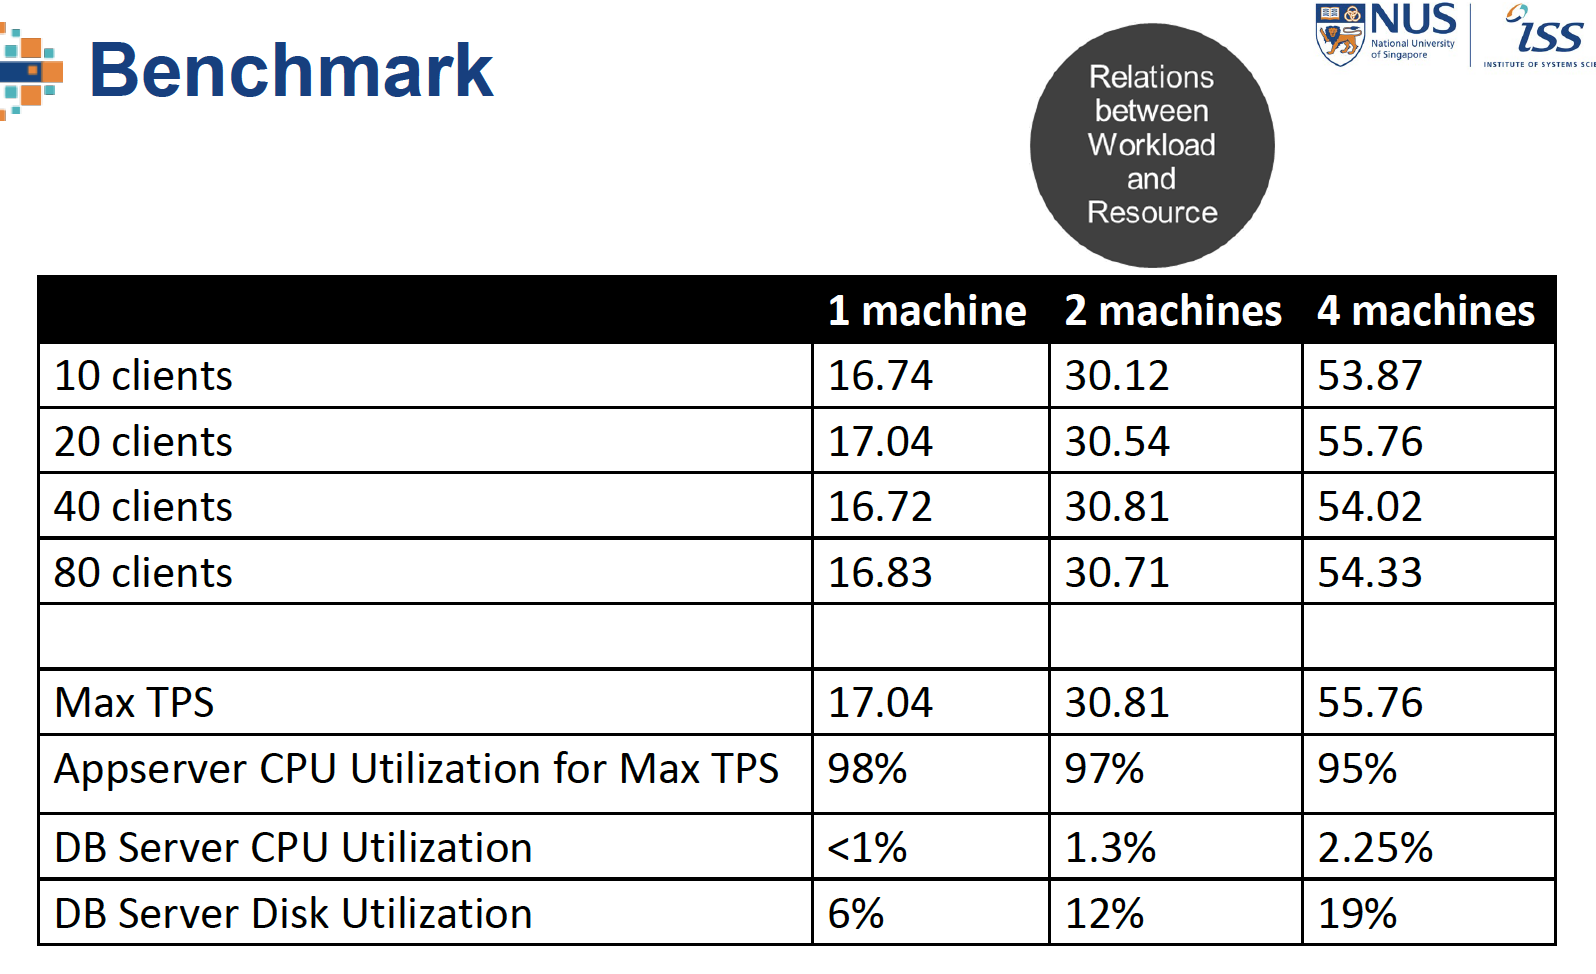 Benchmark
Relations
between
Workload
and
Resource
NUS
National University
of Singapore
iss
INSTITUTE OF SYSTEMS SCIE
1 machine 2 machines 4 machines
10 clients 16.74 30.12 53.87
20 clients 17.04 30.54 55.76
40 clients 16.72 30.81 54.02
80 clients 16.83 30.71 54.33
Max TPS 17.04 30.81 55.76
Appserver CPU Utilization for Max TPS 98% 97% 95%
DB Server CPU Utilization <1% 1.3% 2.25%
DB Server Disk Utilization 6% 12% 19%